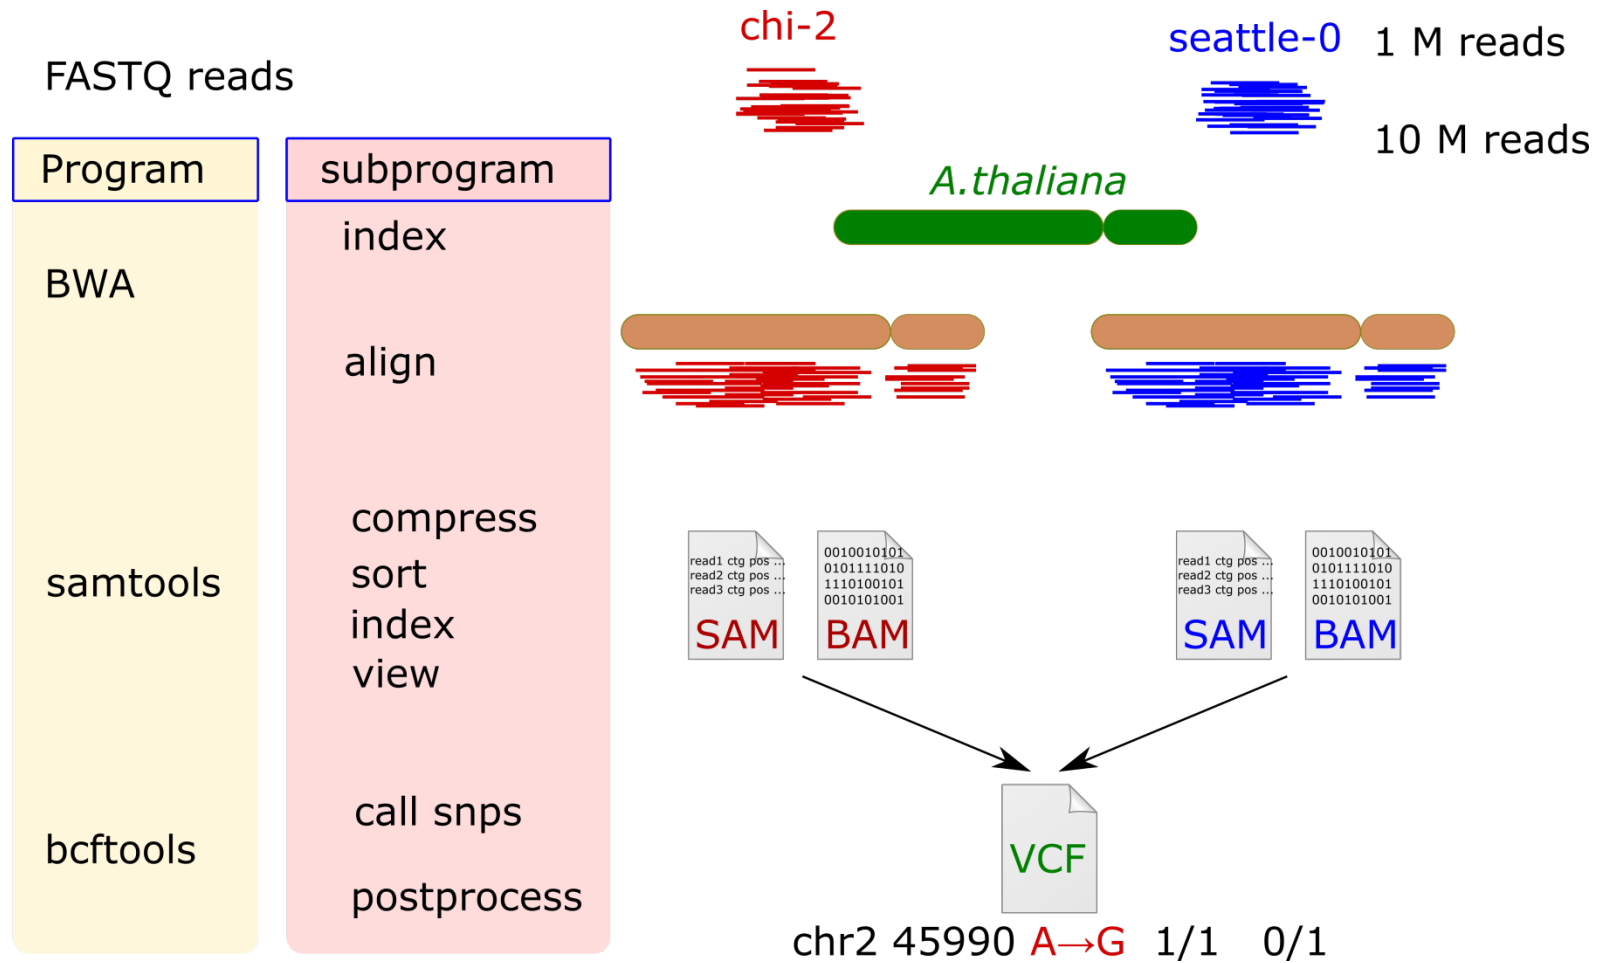 chi-2
seattle-0 1 M reads
FASTQ reads
10 M reads
Program subprogram
A.thaliana
index
BWA
align
compress
sort
samtools
index
view
read1 ctg pos ...
read2 ctg pos ...
read3 ctg pos ...
SAM
0010010101
0101111010
1110100101
0010101001
BAM
read1 ctg pos ...
read2 ctg pos ...
read3 ctg pos ...
SAM
0010010101
0101111010
1110100101
0010101001
BAM
call snps
bcftools
postprocess
VCF
chr2 45990 A→G 1/1 0/1